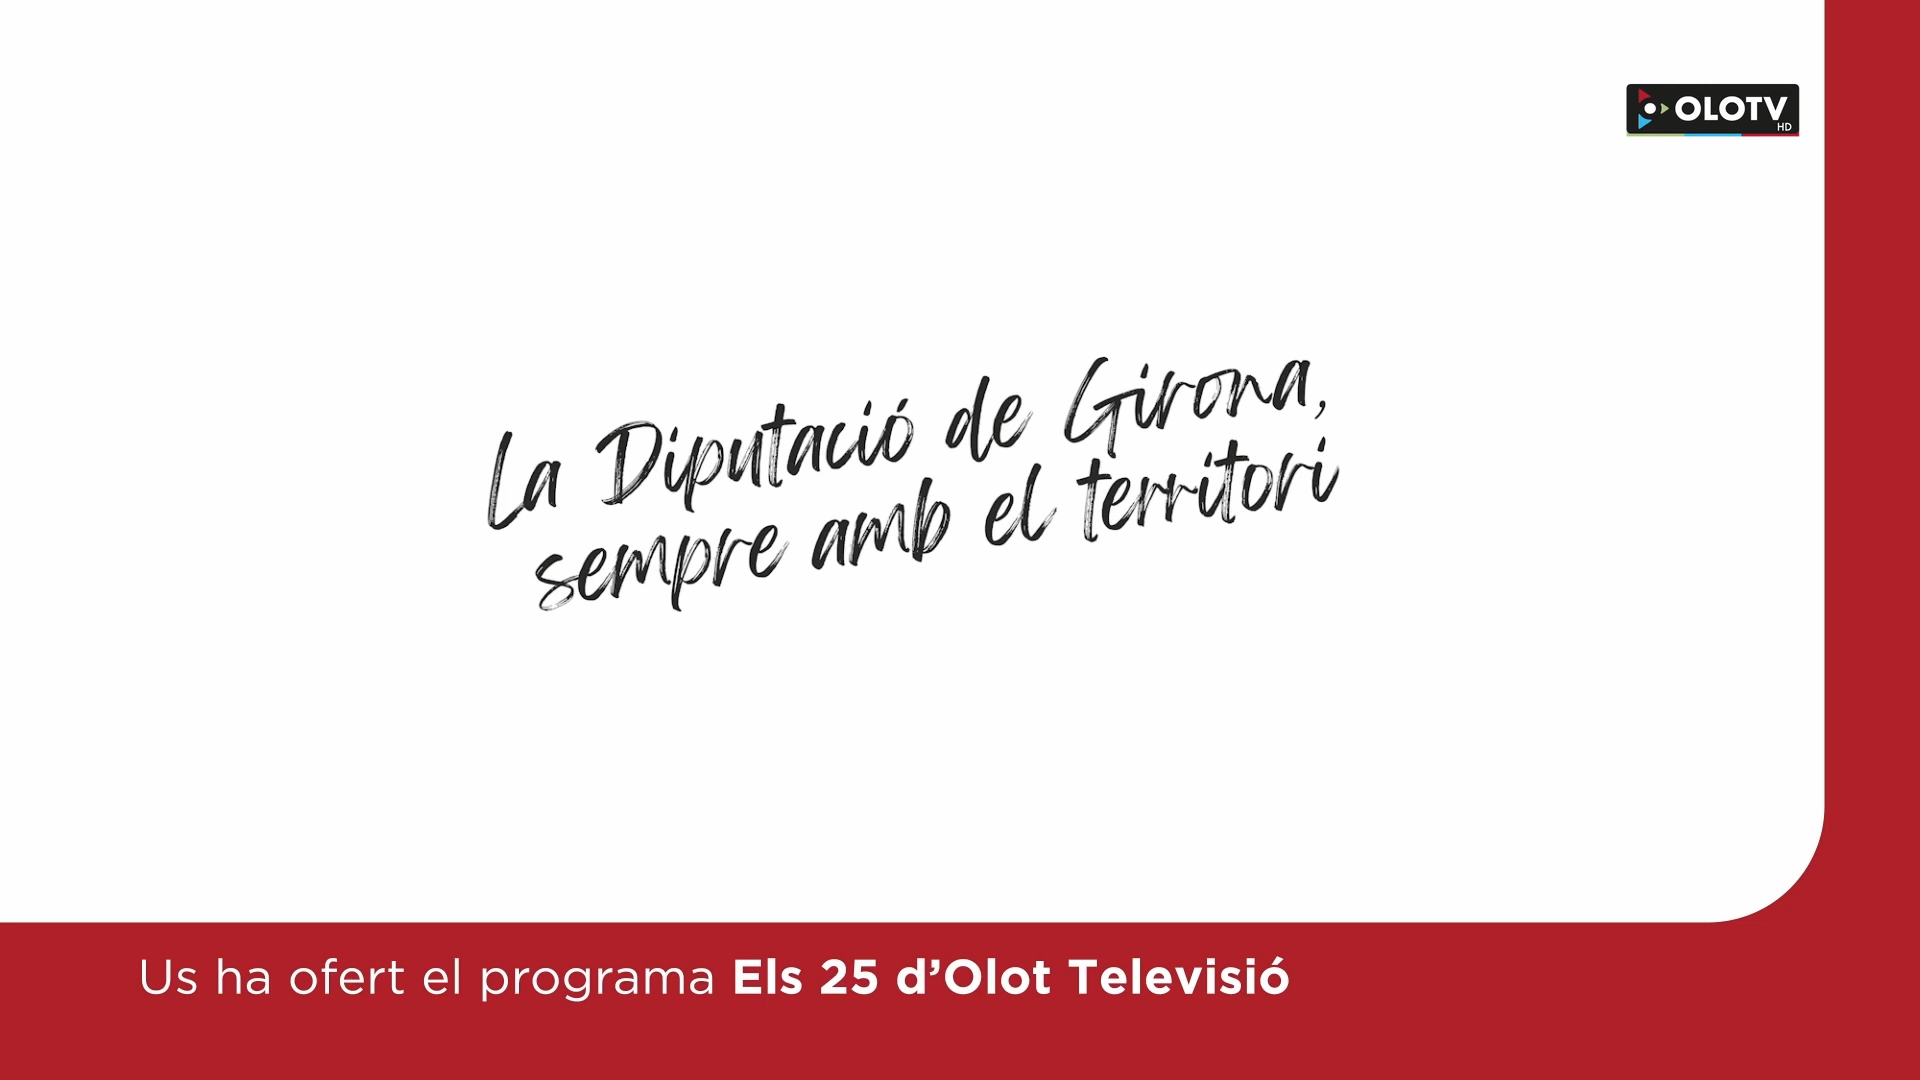 OLOTV
HD
La Diputació de Girona,
sempre amb el territori
Us ha ofert el programa Els 25 d’Olot Televisió